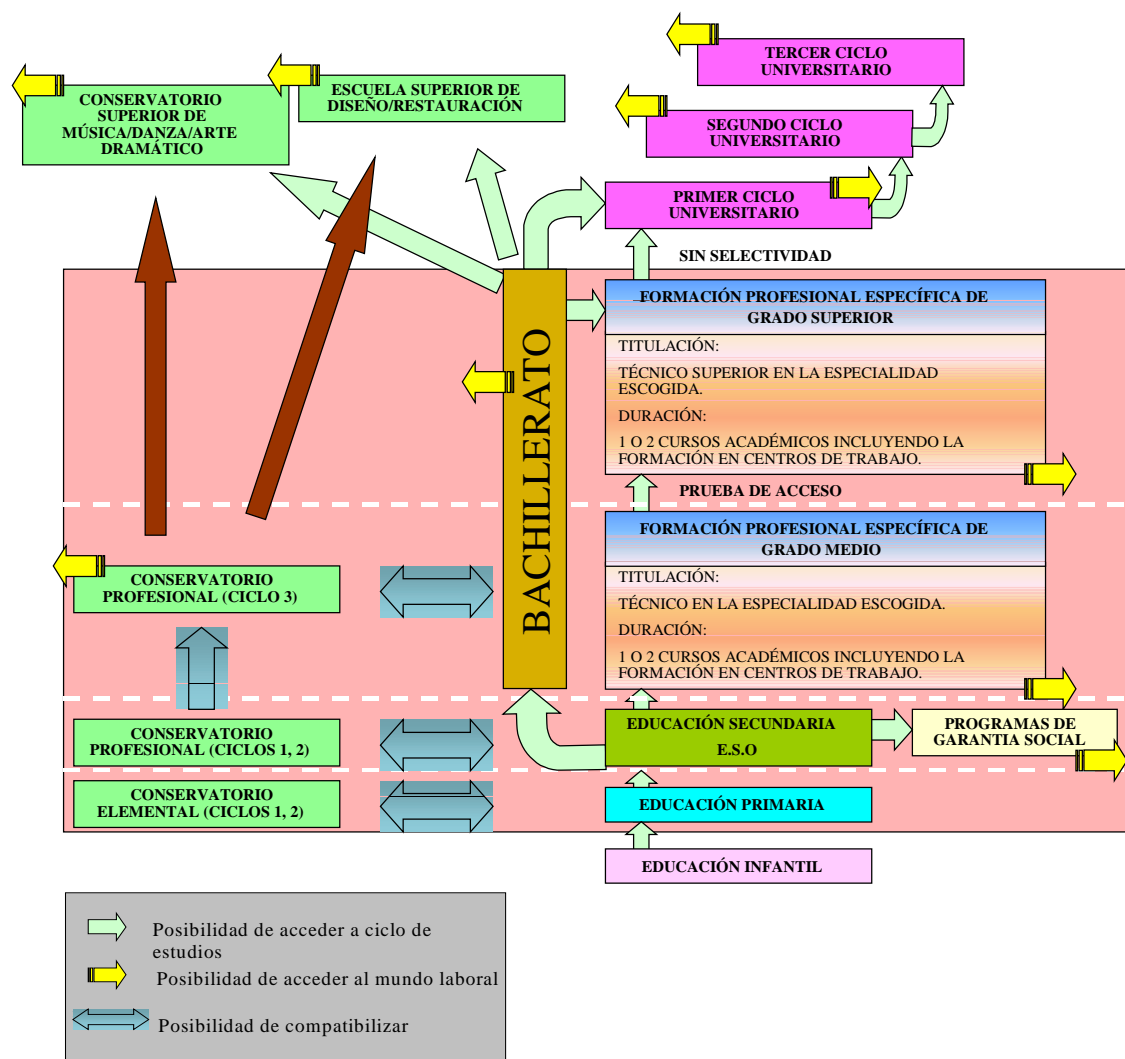 TERCER CICLO
UNIVERSITARIO
ESCUELA SUPERIOR DE
DISEÑO/RESTAURACIÓN
CONSERVATORIO
SUPERIOR DE
MÚSICA/DANZA/ARTE
DRAMÁTICO
SEGUNDO CICLO
UNIVERSITARIO
PRIMER CICLO
UNIVERSITARIO
SIN SELECTIVIDAD
BACHILLERATO
FORMACIÓN PROFESIONAL ESPECÍFICA DE
GRADO SUPERIOR
TITULACIÓN:
TÉCNICO SUPERIOR EN LA ESPECIALIDAD
ESCOGIDA.
DURACIÓN:
1 O 2 CURSOS ACADÉMICOS INCLUYENDO LA
FORMACIÓN EN CENTROS DE TRABAJO.
PRUEBA DE ACCESO
FORMACIÓN PROFESIONAL ESPECÍFICA DE
GRADO MEDIO
TITULACIÓN:
TÉCNICO EN LA ESPECIALIDAD ESCOGIDA.
DURACIÓN:
1 O 2 CURSOS ACADÉMICOS INCLUYENDO LA
FORMACIÓN EN CENTROS DE TRABAJO.
CONSERVATORIO
PROFESIONAL (CICLO 3)
CONSERVATORIO
PROFESIONAL (CICLOS 1, 2)
EDUCACIÓN SECUNDARIA
E.S.O
PROGRAMAS DE
GARANTIA SOCIAL
CONSERVATORIO
ELEMENTAL (CICLOS 1, 2)
EDUCACIÓN PRIMARIA
EDUCACIÓN INFANTIL
Posibilidad de acceder a ciclo de
estudios
Posibilidad de acceder al mundo laboral
Posibilidad de compatibilizar